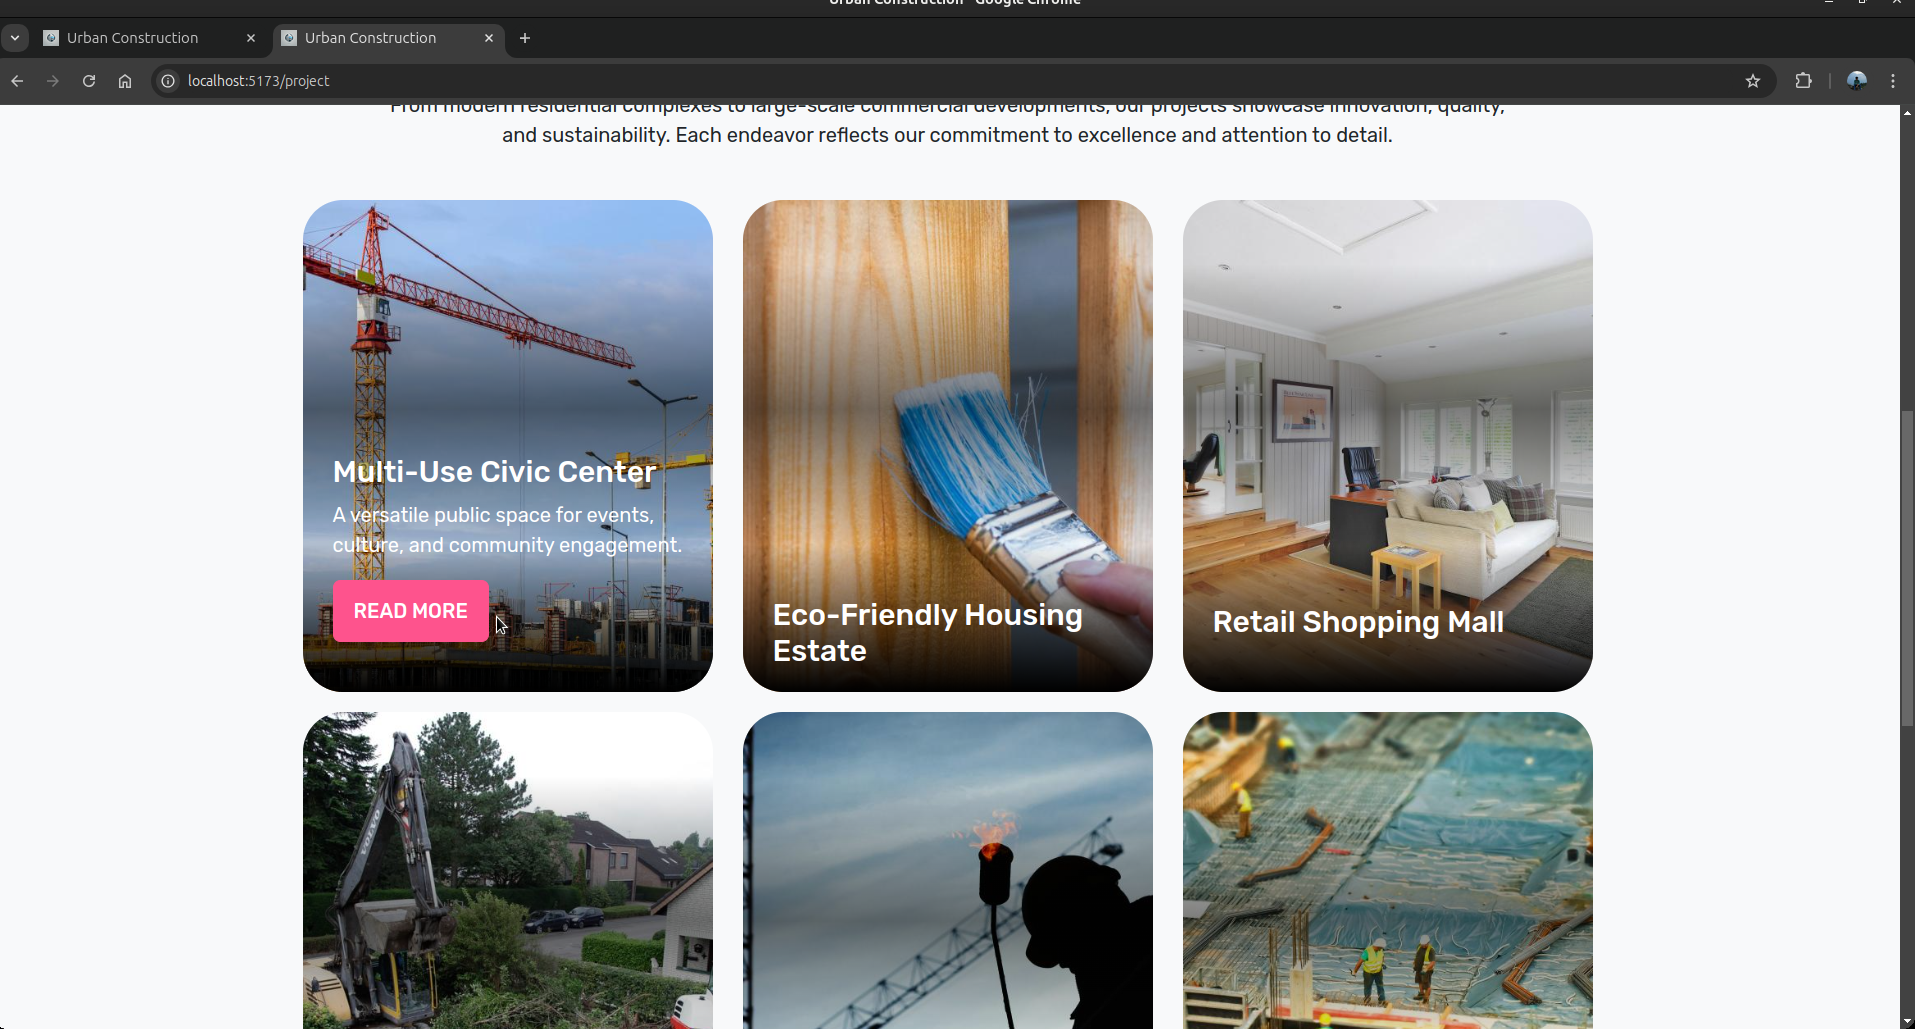 Urban Construction - Google Chrome
Urban Construction
Urban Construction
localhost:5173/project
From modern residential complexes to large-scale commercial developments, our projects showcase innovation, quality,
and sustainability. Each endeavor reflects our commitment to excellence and attention to detail.
Multi-Use Civic Center
A versatile public space for events,
culture, and community engagement.
READ MORE
Eco-Friendly Housing
Estate
Retail Shopping Mall
VOLVO